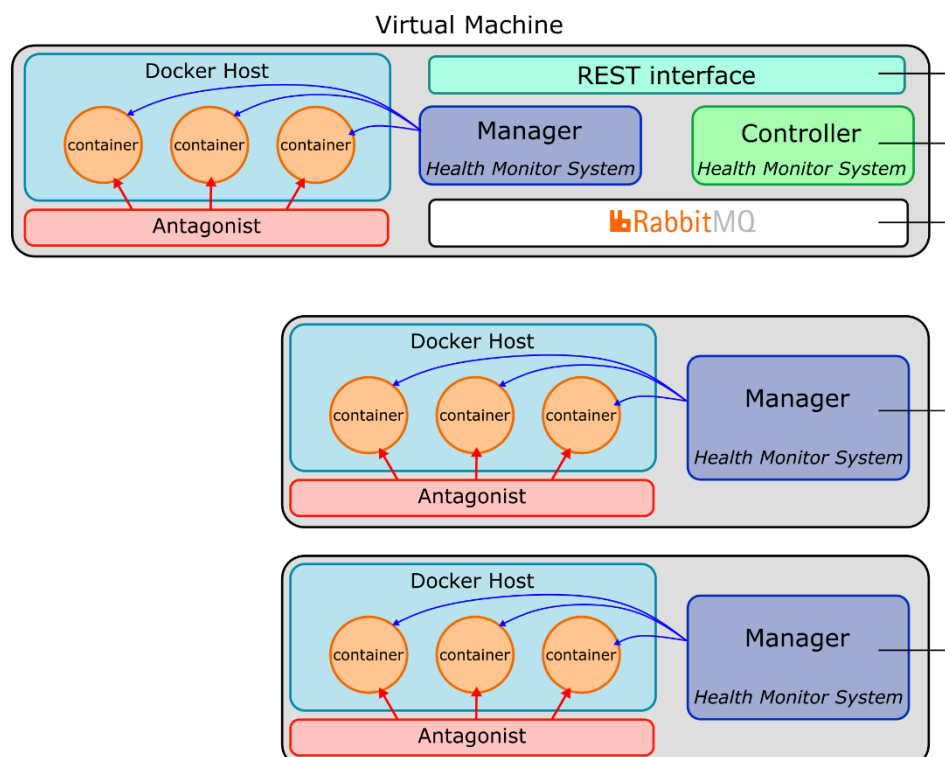 Virtual Machine
Docker Host
REST interface
container
container
container
Manager
Health Monitor System
Controller
Health Monitor System
Antagonist
RabbitMQ
Docker Host
container
container
container
Manager
Health Monitor System
Antagonist
Docker Host
container
container
container
Manager
Health Monitor System
Antagonist